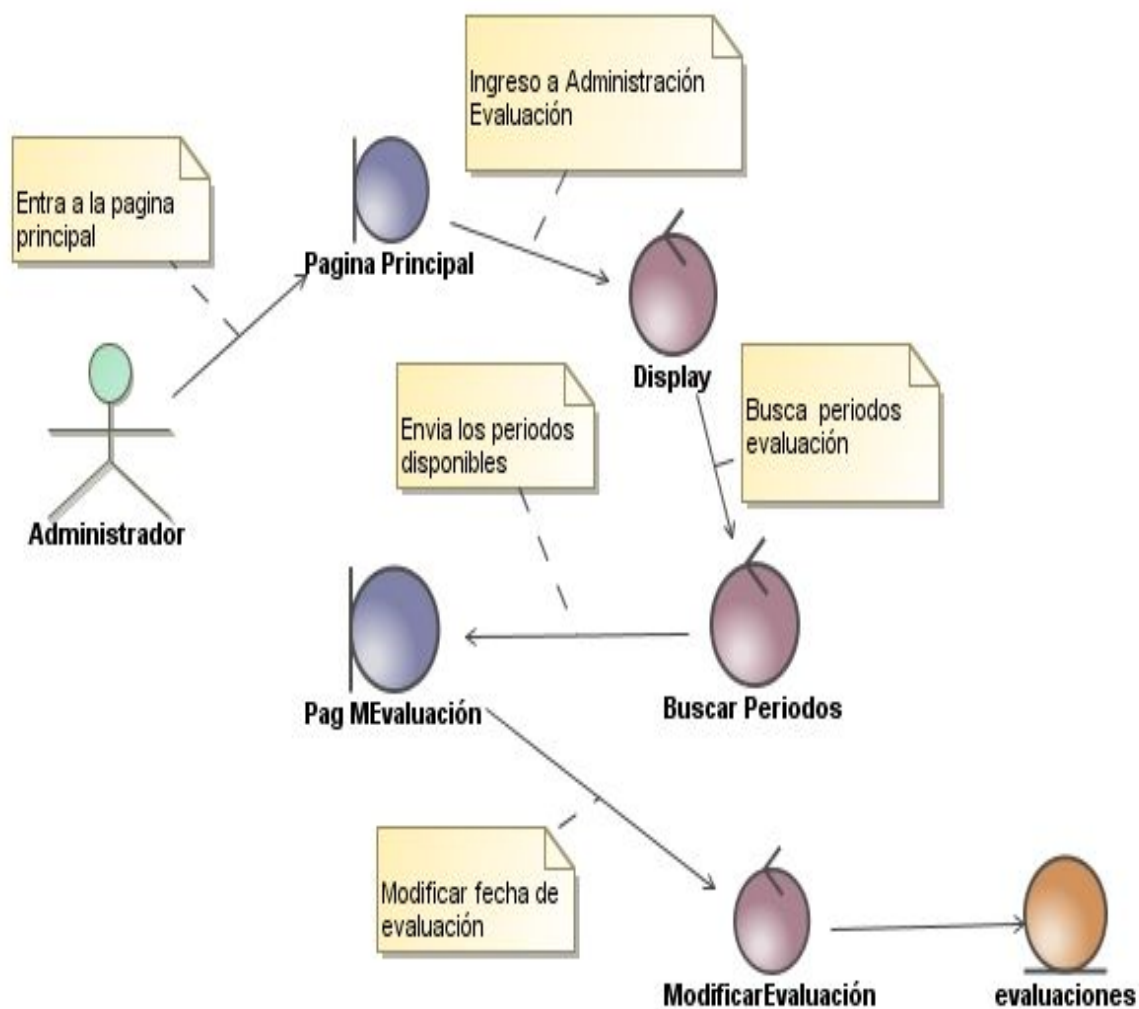 Ingreso a Administración
Evaluación
Entra a la pagina
principal
Pagina Principal
Display
Administrador
Envia los periodos
disponibles
Busca periodos
evaluación
Pag MEvaluación
Buscar Periodos
Modificar fecha de
evaluación
ModificarEvaluación
evaluaciones